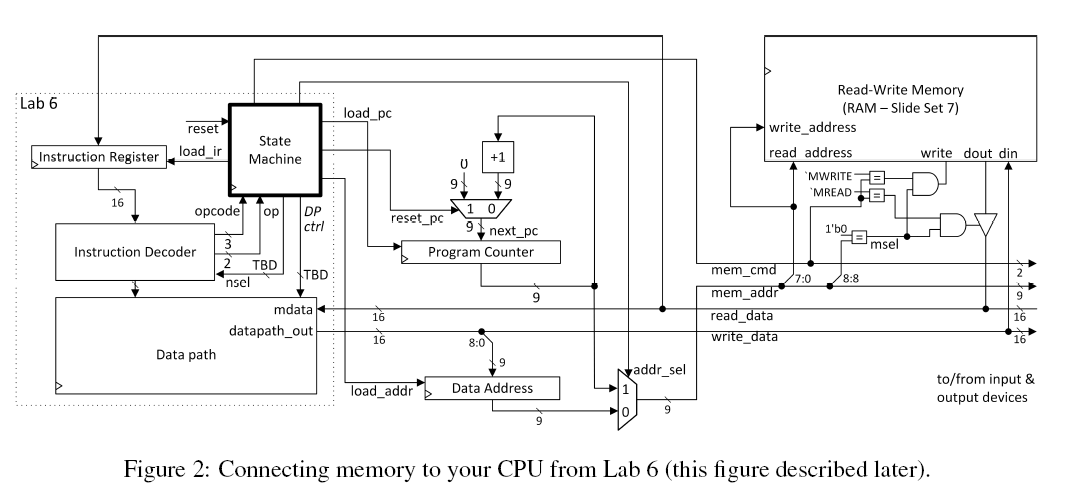 Lab 6
Read-Write Memory
(RAM – Slide Set 7)
write_address
read address
write
dout
din
reset
State
Machine
load_pc
Instruction Register
load_ir
16
0
+1
9
9
`MWRITE
=
`MREAD
=
1 0
reset_pc
9
next_pc
opcode
op
DP
ctrl
Instruction Decoder
3
2
TBD
nsel
TBD
Program Counter
1'b0
=
msel
mem_cmd
2
7:0
8:8
9
mem_addr
9
mdata
16
read_data
16
datapath_out
16
8:0
write_data
16
Data path
9
addr_sel
load_addr
Data Address
1
0
9
9
to/from input &
output devices
Figure 2: Connecting memory to your CPU from Lab 6 (this figure described later).